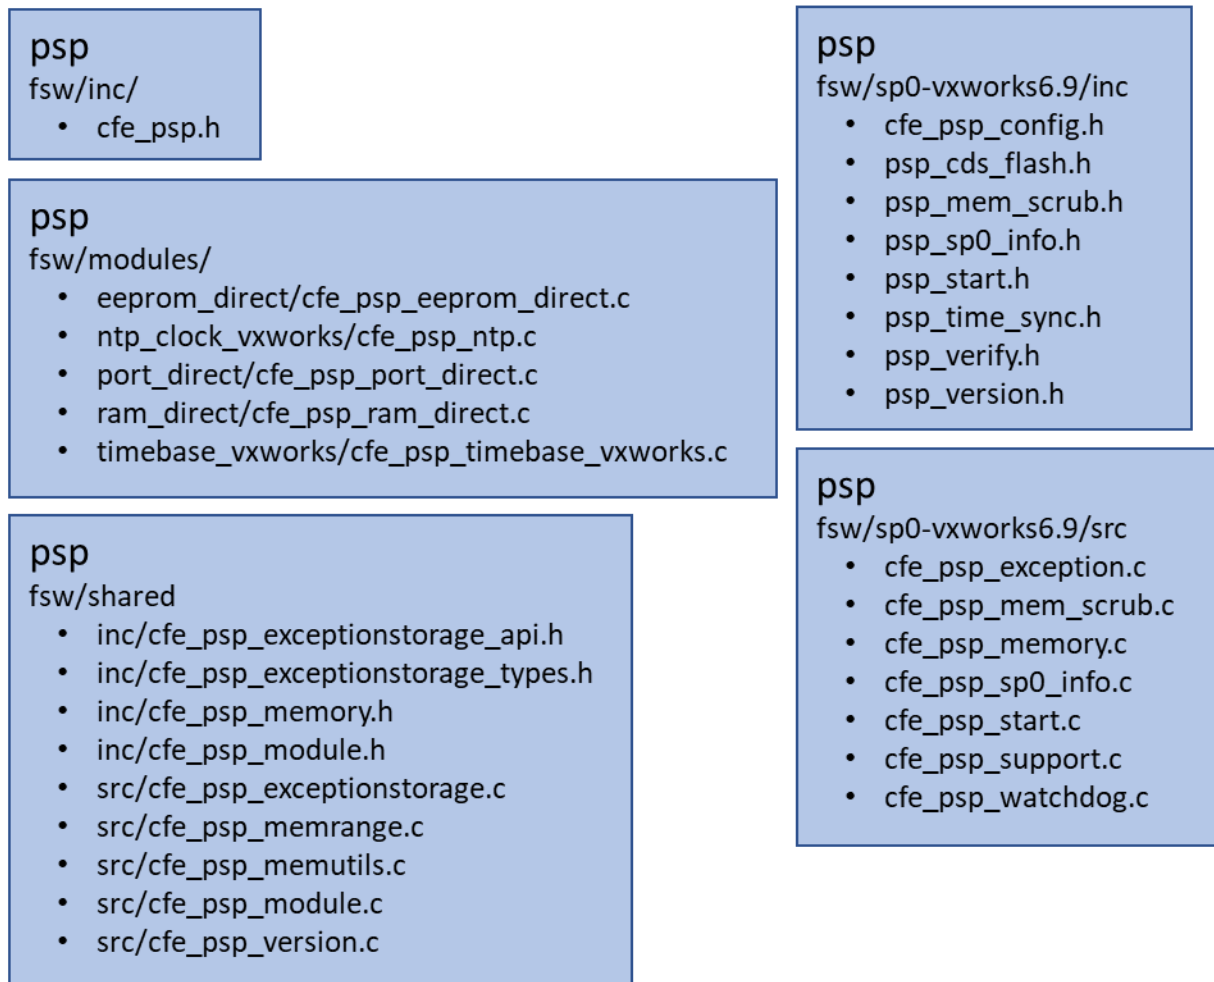 psp
fsw/inc/
• cfe_psp.h
psp
fsw/modules/
• eeprom_direct/cfe_psp_eeprom_direct.c
• ntp_clock_vxworks/cfe_psp_ntp.c
• port_direct/cfe_psp_port_direct.c
• ram_direct/cfe_psp_ram_direct.c
• timebase_vxworks/cfe_psp_timebase_vxworks.c
psp
fsw/shared
• inc/cfe_psp_exceptionstorage_api.h
• inc/cfe_psp_exceptionstorage_types.h
• inc/cfe_psp_memory.h
• inc/cfe_psp_module.h
• src/cfe_psp_exceptionstorage.c
• src/cfe_psp_memrange.c
• src/cfe_psp_memutils.c
• src/cfe_psp_module.c
• src/cfe_psp_version.c
psp
fsw/sp0-vxworks6.9/inc
• cfe_psp_config.h
• psp_cds_flash.h
• psp_mem_scrub.h
• psp_sp0_info.h
• psp_start.h
• psp_time_sync.h
• psp_verify.h
• psp_version.h
psp
fsw/sp0-vxworks6.9/src
• cfe_psp_exception.c
• cfe_psp_mem_scrub.c
• cfe_psp_memory.c
• cfe_psp_sp0_info.c
• cfe_psp_start.c
• cfe_psp_support.c
• cfe_psp_watchdog.c